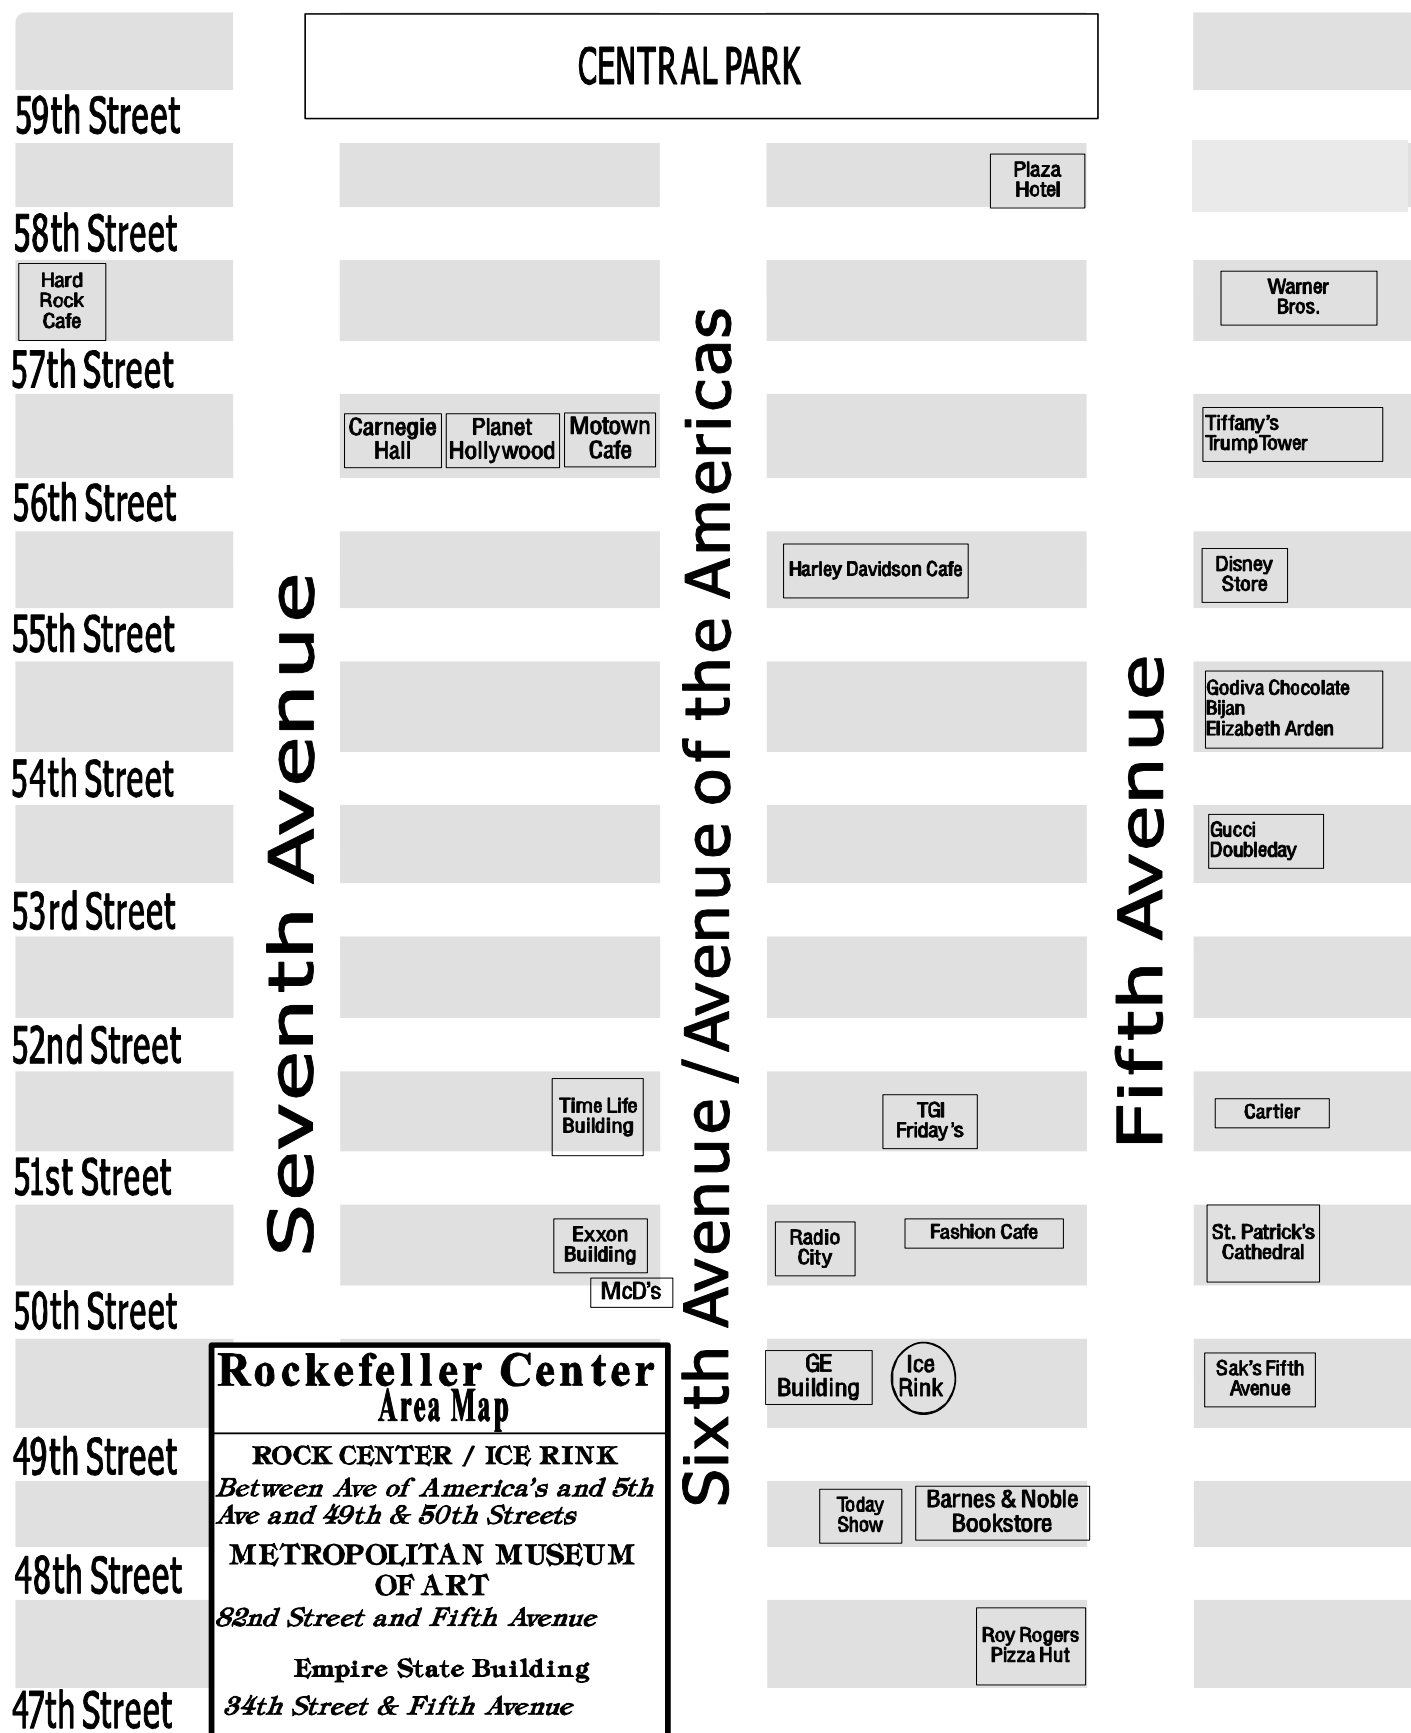 CENTRAL PARK
59th Street
Plaza
Hotel
58th Street
Hard
Rock
Cafe
Warner
Bros.
57th Street
Carnegie
Hall
Planet
Hollywood
Motown
Cafe
Tiffany's
TrumpTower
56th Street
Harley Davidson Cafe
Disney
Store
55th Street
Godiva Chocolate
Bijan
Elizabeth Arden
54th Street
Gucci
Doubleday
53rd Street
52nd Street
Time Life
Building
TGI
Friday's
Cartier
51st Street
Exxon
Building
McD's
Radio
City
Fashion Cafe
St. Patrick's
Cathedral
50th Street
GE
Building
Ice
Rink
Sak's Fifth
Avenue
49th Street
Today
Show
Barnes & Noble
Bookstore
48th Street
Roy Rogers
Pizza Hut
47th Street
Seventh Avenue
Sixth Avenue / Avenue of the Americas
Fifth Avenue
Rockefeller Center
Area Map
ROCK CENTER / ICE RINK
Between Ave of America's and 5th
Ave and 49th & 50th Streets
METROPOLITAN MUSEUM
OF ART
82nd Street and Fifth Avenue
Empire State Building
34th Street & Fifth Avenue